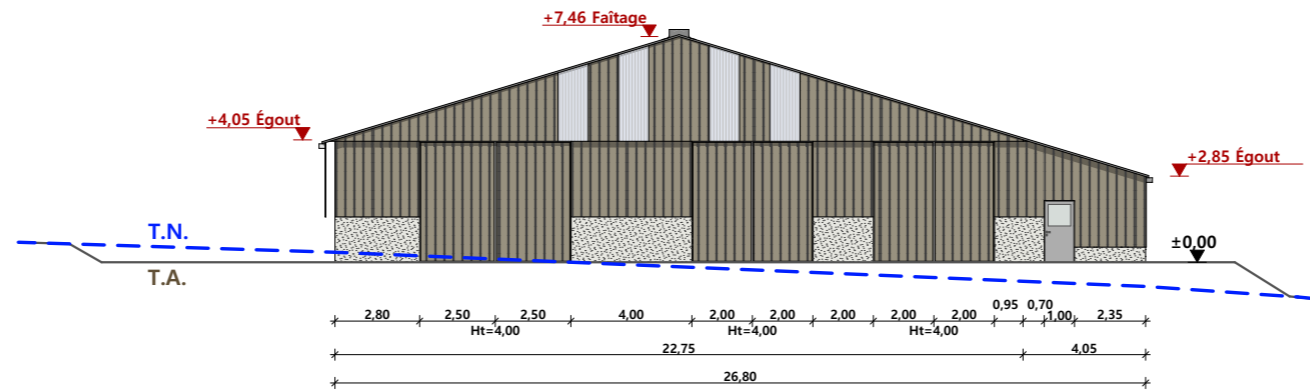 +7,46 Faîtage
+4,05 Égout
+2,85 Égout
T.N.
±0,00
T.A.
2,80 2,50 2,50 4,00 2,00 2,00 2,00 2,00 2,00 0,95 0,70 1,00 2,35
Ht=4,00 Ht=4,00 Ht=4,00
22,75 4,05
26,80